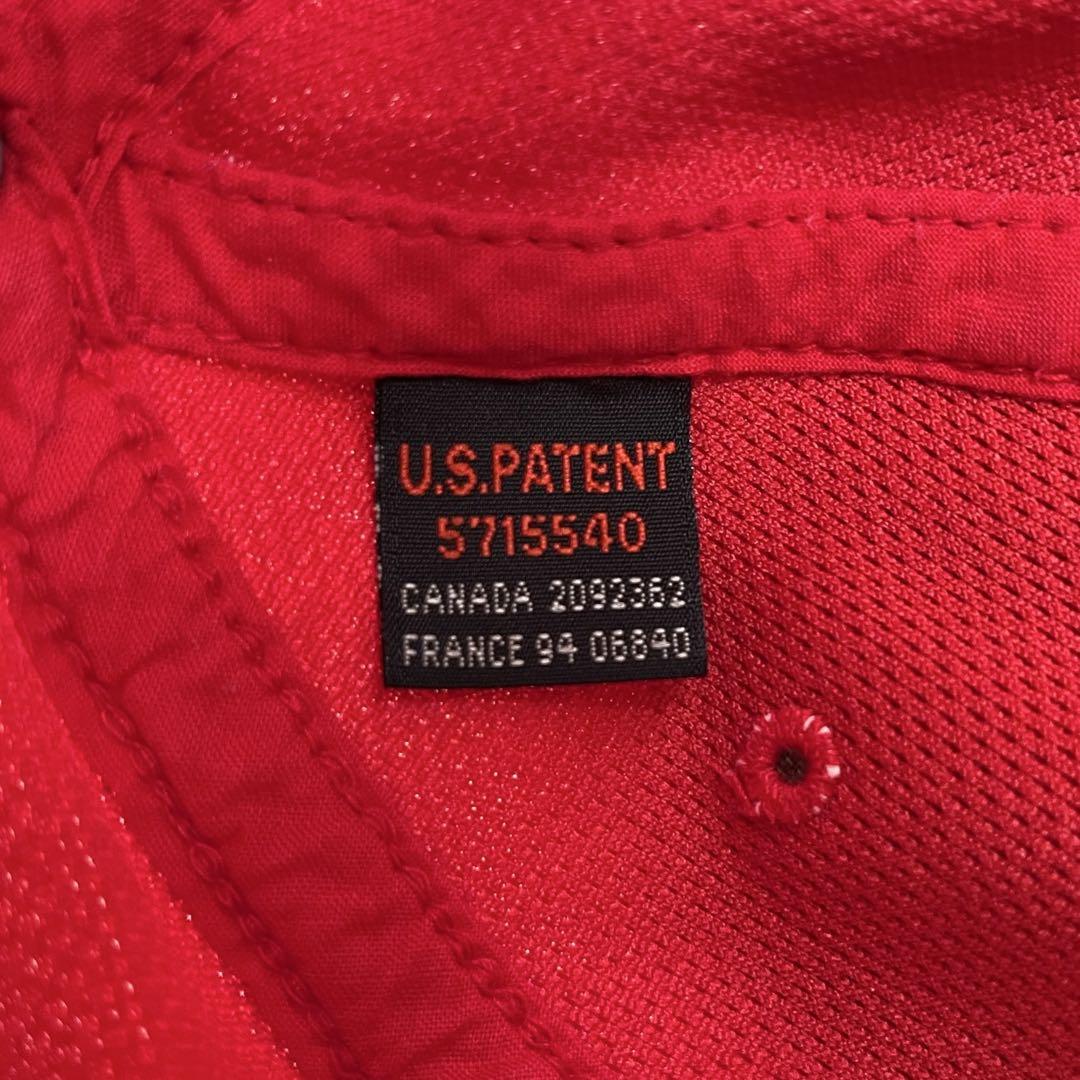 U.S.PATENT
5715540
CANADA 2092362
FRANCE 94 06840